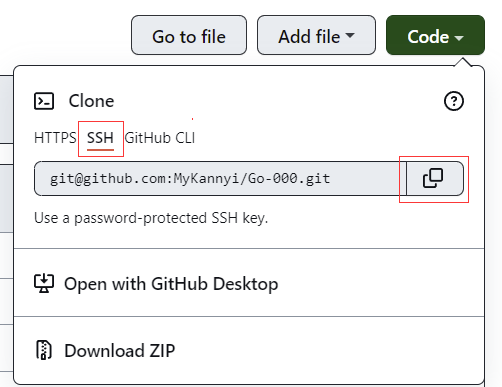 Go to file Add file Code
Clone
HTTPS SSH GitHub CLI
git@github.com:MyKannyi/Go-000.git
Use a password-protected SSH key.
Open with GitHub Desktop
Download ZIP